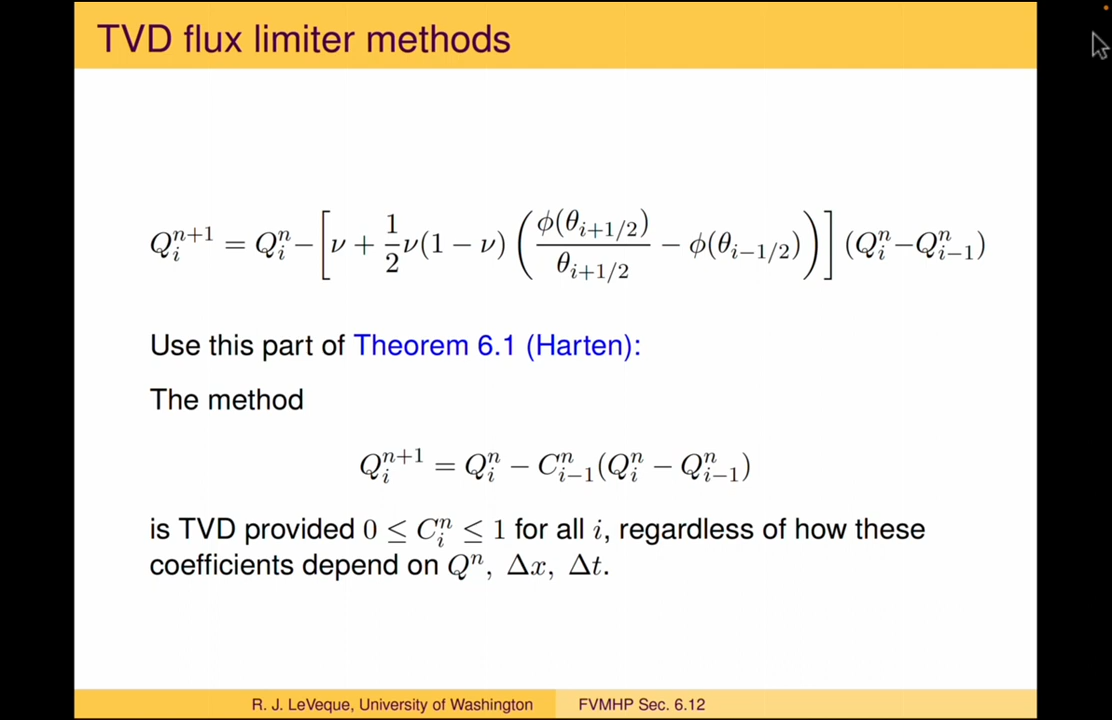 TVD flux limiter methods
Q_i^{n+1} = Q_i^n − [ν + \frac{1}{2}ν(1 − ν) (\frac{ϕ(θ_{i+1/2})}{θ_{i+1/2}} − ϕ(θ_{i−1/2}))] (Q_i^n − Q_{i−1}^n)
Use this part of Theorem 6.1 (Harten):
The method
Q_i^{n+1} = Q_i^n − C_{i−1}^n(Q_i^n − Q_{i−1}^n)
is TVD provided 0 ≤ C_i^n ≤ 1 for all i, regardless of how these
coefficients depend on Q^n, Δx, Δt.
R. J. LeVeque, University of Washington FVMHP Sec. 6.12